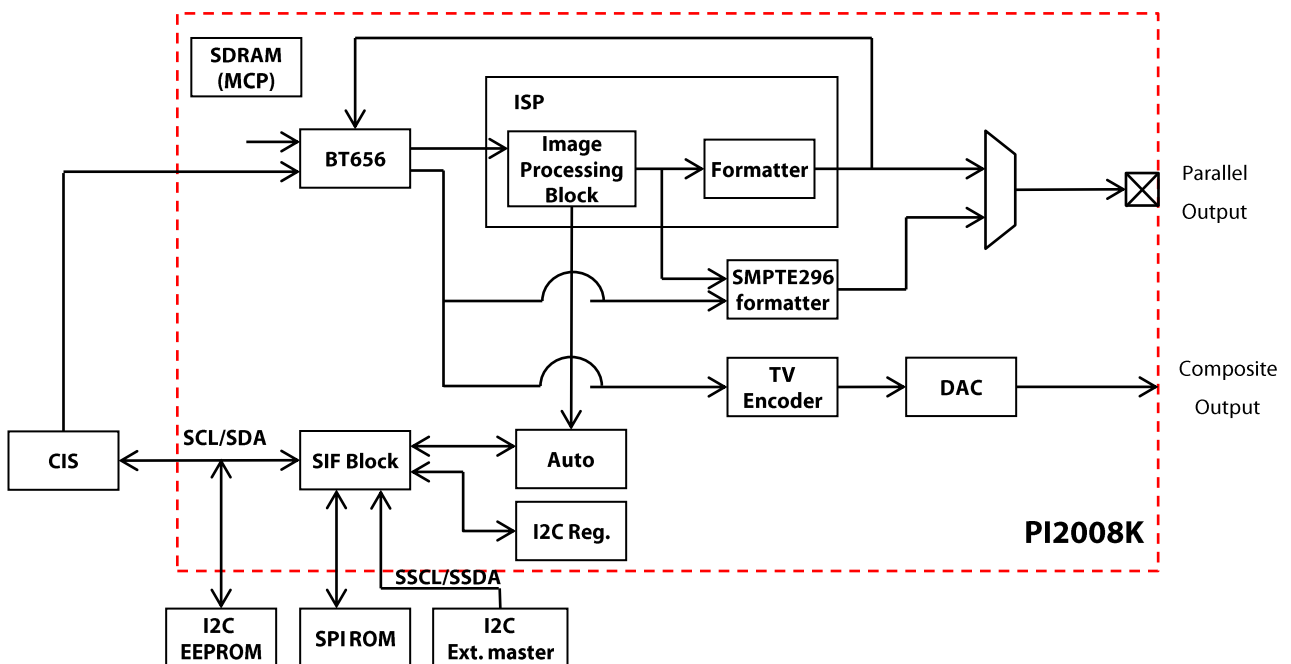 SDRAM
(MCP)
ISP
BT656
Image
Processing
Block
Formatter
Parallel
Output
SMPTE296
formatter
TV
Encoder
DAC
Composite
Output
CIS
SCL/SDA
SIF Block
Auto
I2C Reg.
PI2008K
SSCL/SSDA
I2C
EEPROM
SPI ROM
I2C
Ext. master